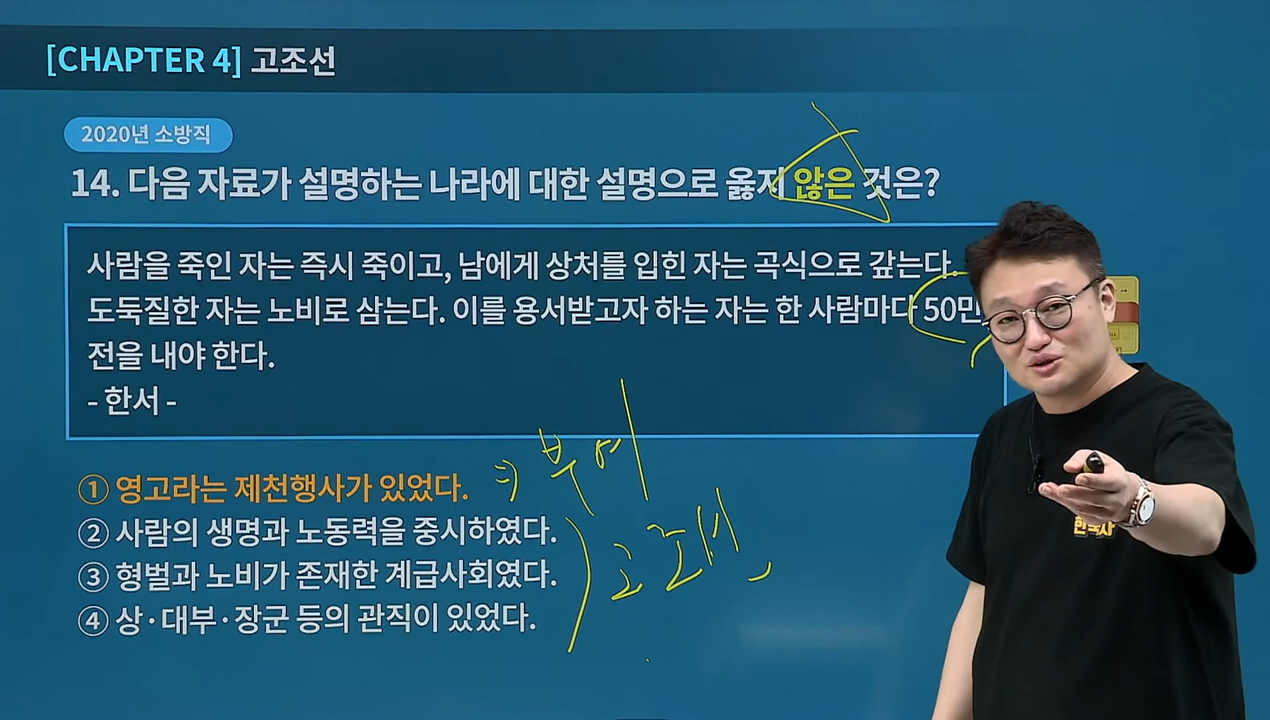 [CHAPTER 4] 고조선
2020년 소방직
14. 다음 자료가 설명하는 나라에 대한 설명으로 옳지 않은 것은?
사람을 죽인 자는 즉시 죽이고, 남에게 상처를 입힌 자는 곡식으로 갚는다.
도둑질한 자는 노비로 삼는다. 이를 용서받고자 하는 자는 한 사람마다 50만
전을 내야 한다.
- 한서 -
① 영고라는 제천행사가 있었다.
부여
② 사람의 생명과 노동력을 중시하였다.
③ 형벌과 노비가 존재한 계급사회였다.
고조선
④ 상·대부·장군 등의 관직이 있었다.
한국사